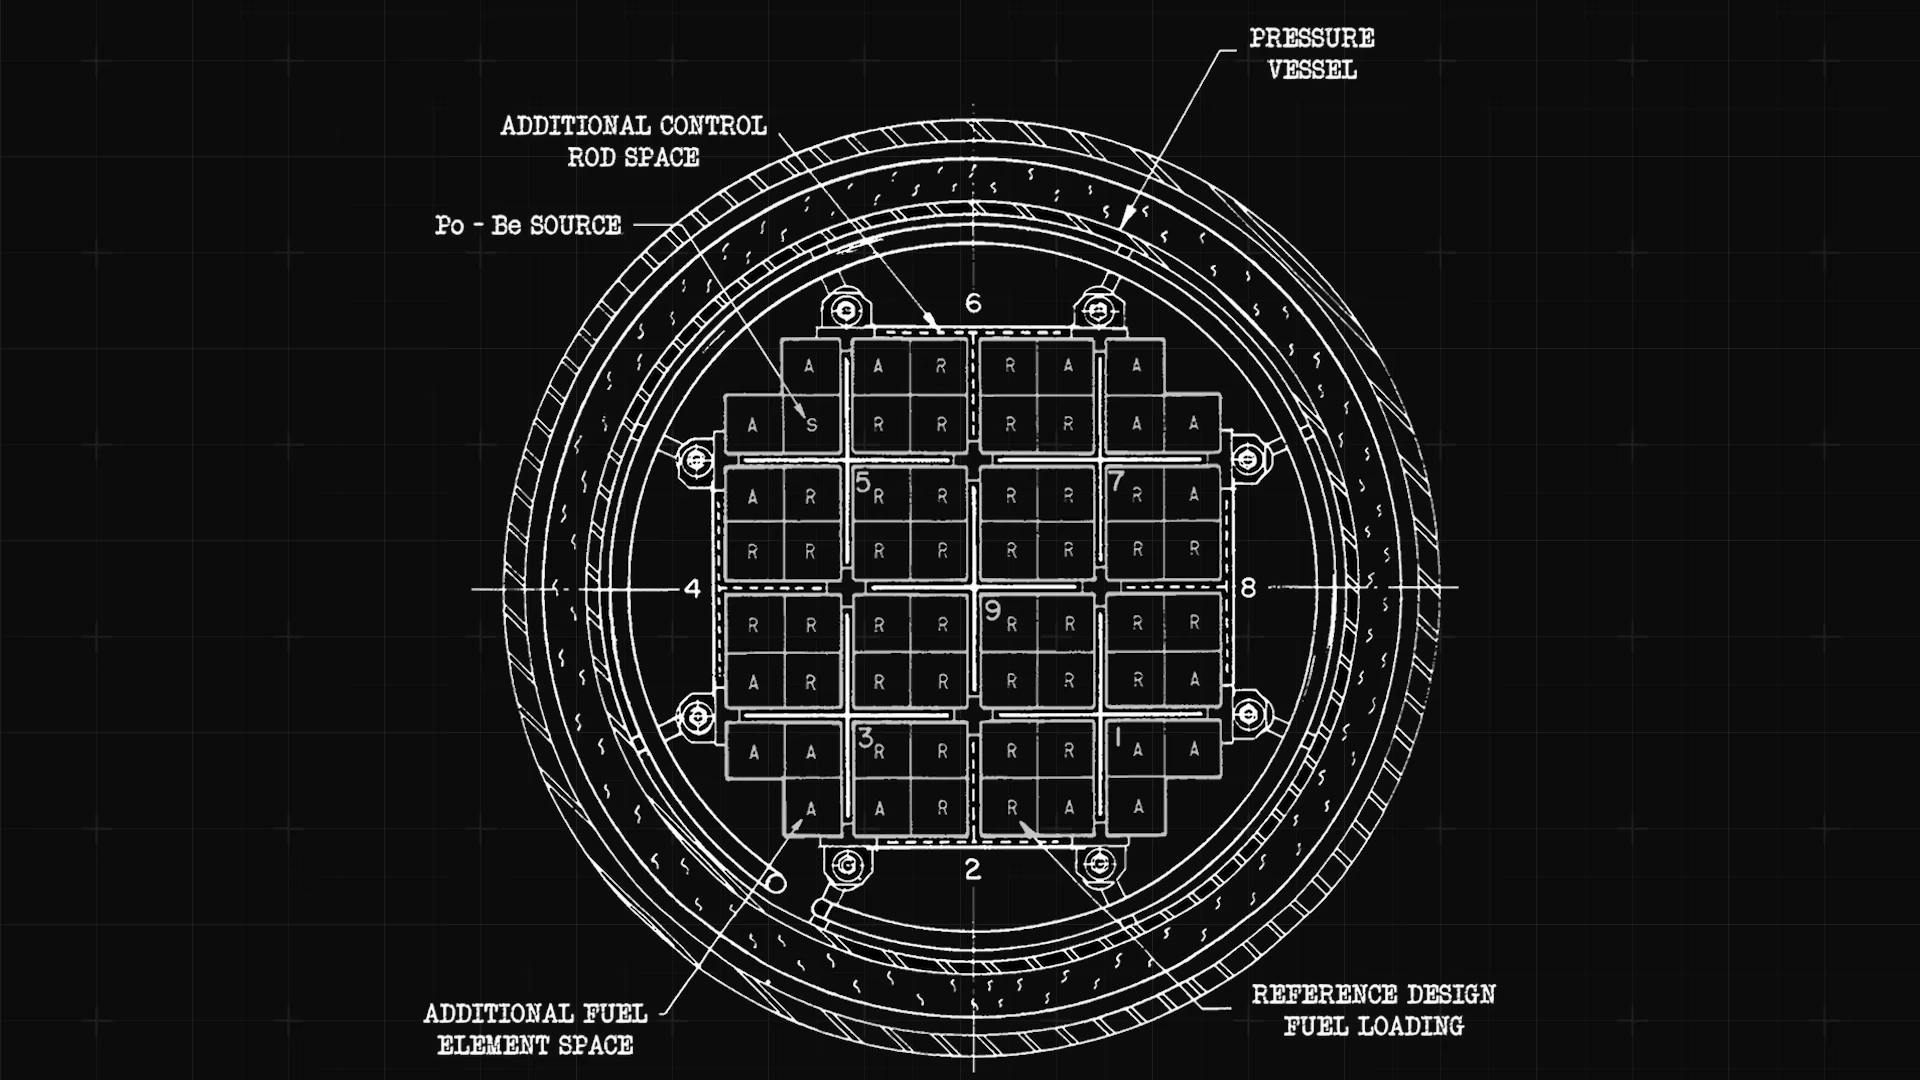 PRESSURE
VESSEL
ADDITIONAL CONTROL
ROD SPACE
Po - Be SOURCE
6
A A R R A A
A S R R R R A A
5 7
A R R R R R R A
R R R R R R R R
4 8
9
R R R R R R R R
A R R R R R R A
3 1
A A R R R R A A
A A R R A A
2
ADDITIONAL FUEL
ELEMENT SPACE
REFERENCE DESIGN
FUEL LOADING